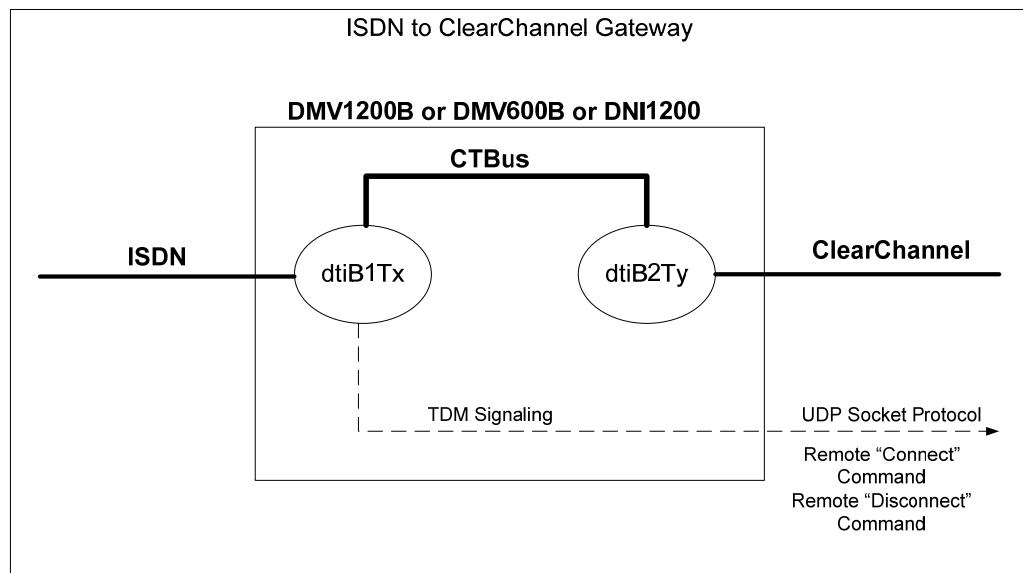 ISDN to ClearChannel Gateway
DMV1200B or DMV600B or DNI1200
CTBus
ISDN
dtiB1Tx
dtiB2Ty
ClearChannel
TDM Signaling
UDP Socket Protocol
Remote “Connect”
Command
Remote “Disconnect”
Command